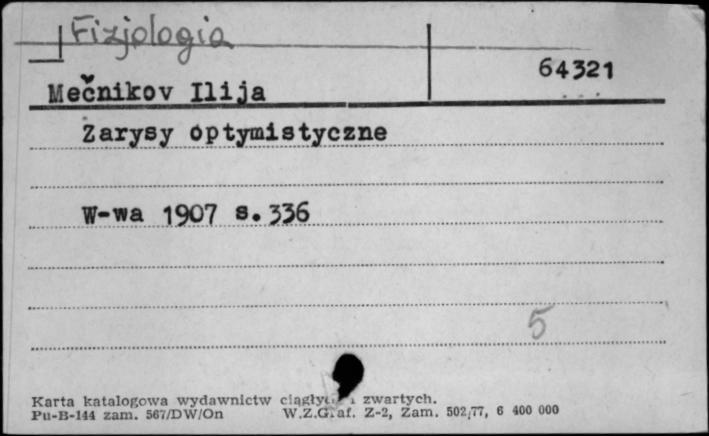 Fizjologia
64321
Mečnikov Ilija
Zarysy optymistyczne
W-wa 1907 s. 336
5
Karta katalogowa wydawnictw i zwartych.
Pu-B-144 zam. 567/DW/On W.Z.Graf. Z-2, Zam. 502/77, 6 400 000